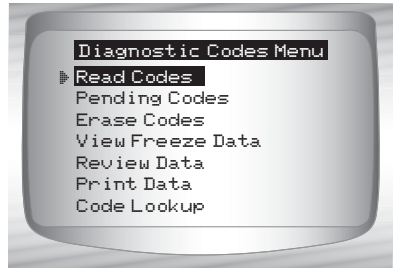 Diagnostic Codes Menu
Read Codes
Pending Codes
Erase Codes
View Freeze Data
Review Data
Print Data
Code Lookup